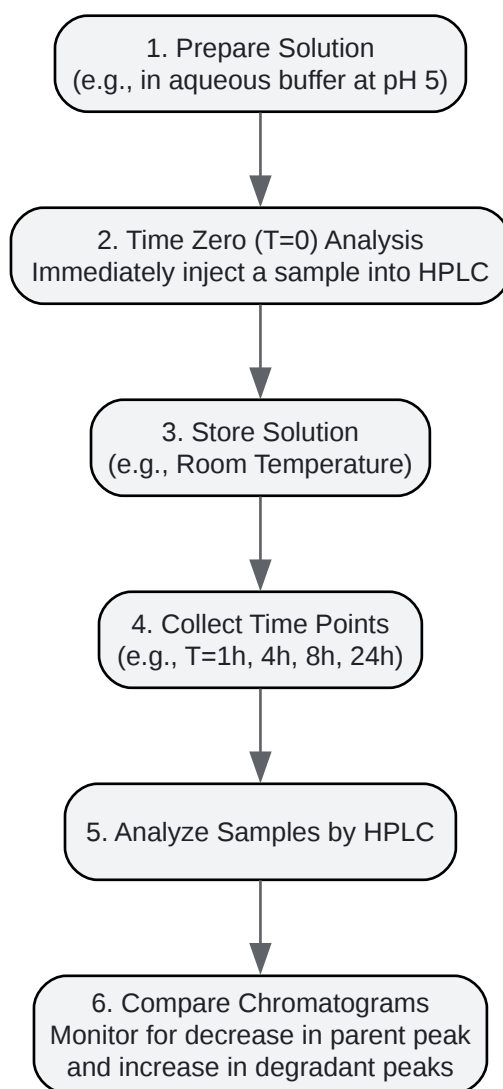 1. Prepare Solution
(e.g., in aqueous buffer at pH 5)
2. Time Zero (T=0) Analysis
Immediately inject a sample into HPLC
3. Store Solution
(e.g., Room Temperature)
4. Collect Time Points
(e.g., T=1h, 4h, 8h, 24h)
5. Analyze Samples by HPLC
6. Compare Chromatograms
Monitor for decrease in parent peak
and increase in degradant peaks